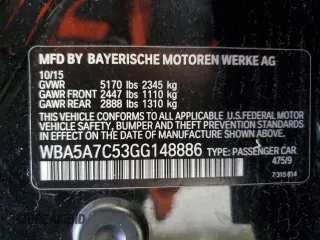 MFD BY BAYERISCHE MOTOREN WERKE AG
10/15
GVWR 5170 lbs 2345 kg
GAWR FRONT 2447 lbs 1110 kg
GAWR REAR 2888 lbs 1310 kg
THIS VEHICLE CONFORMS TO ALL APPLICABLE
U.S. FEDERAL MOTOR VEHICLE SAFETY, BUMPER,
AND THEFT PREVENTION STANDARDS IN EFFECT
ON THE DATE OF MANUFACTURE SHOWN ABOVE.
WBA5A7C53GG148886 TYPE: PASSENGER CAR
475/9
7 315 814